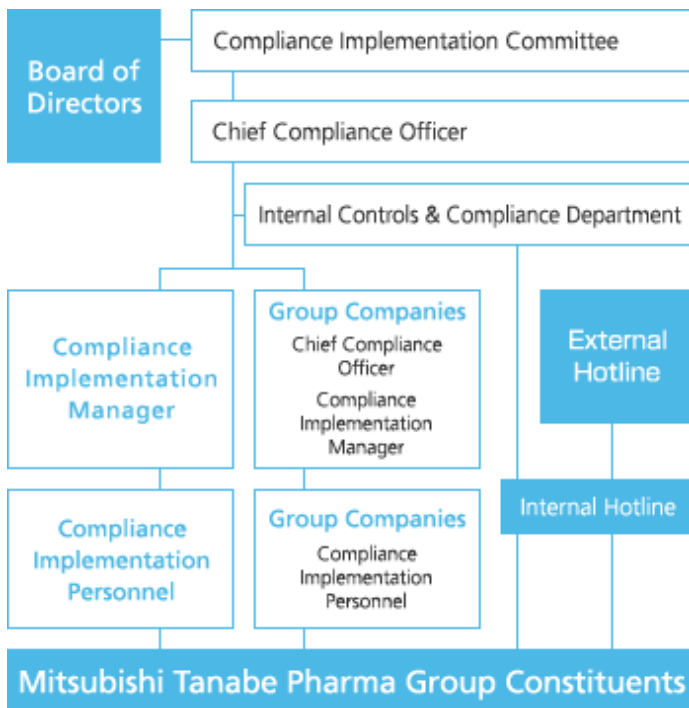 Board of
Directors
Compliance Implementation Committee
Chief Compliance Officer
Internal Controls & Compliance Department
Compliance
Implementation
Manager
Group Companies
Chief Compliance
Officer
Compliance
Implementation
Manager
External
Hotline
Compliance
Implementation
Personnel
Group Companies
Compliance
Implementation
Personnel
Internal Hotline
Mitsubishi Tanabe Pharma Group Constituents